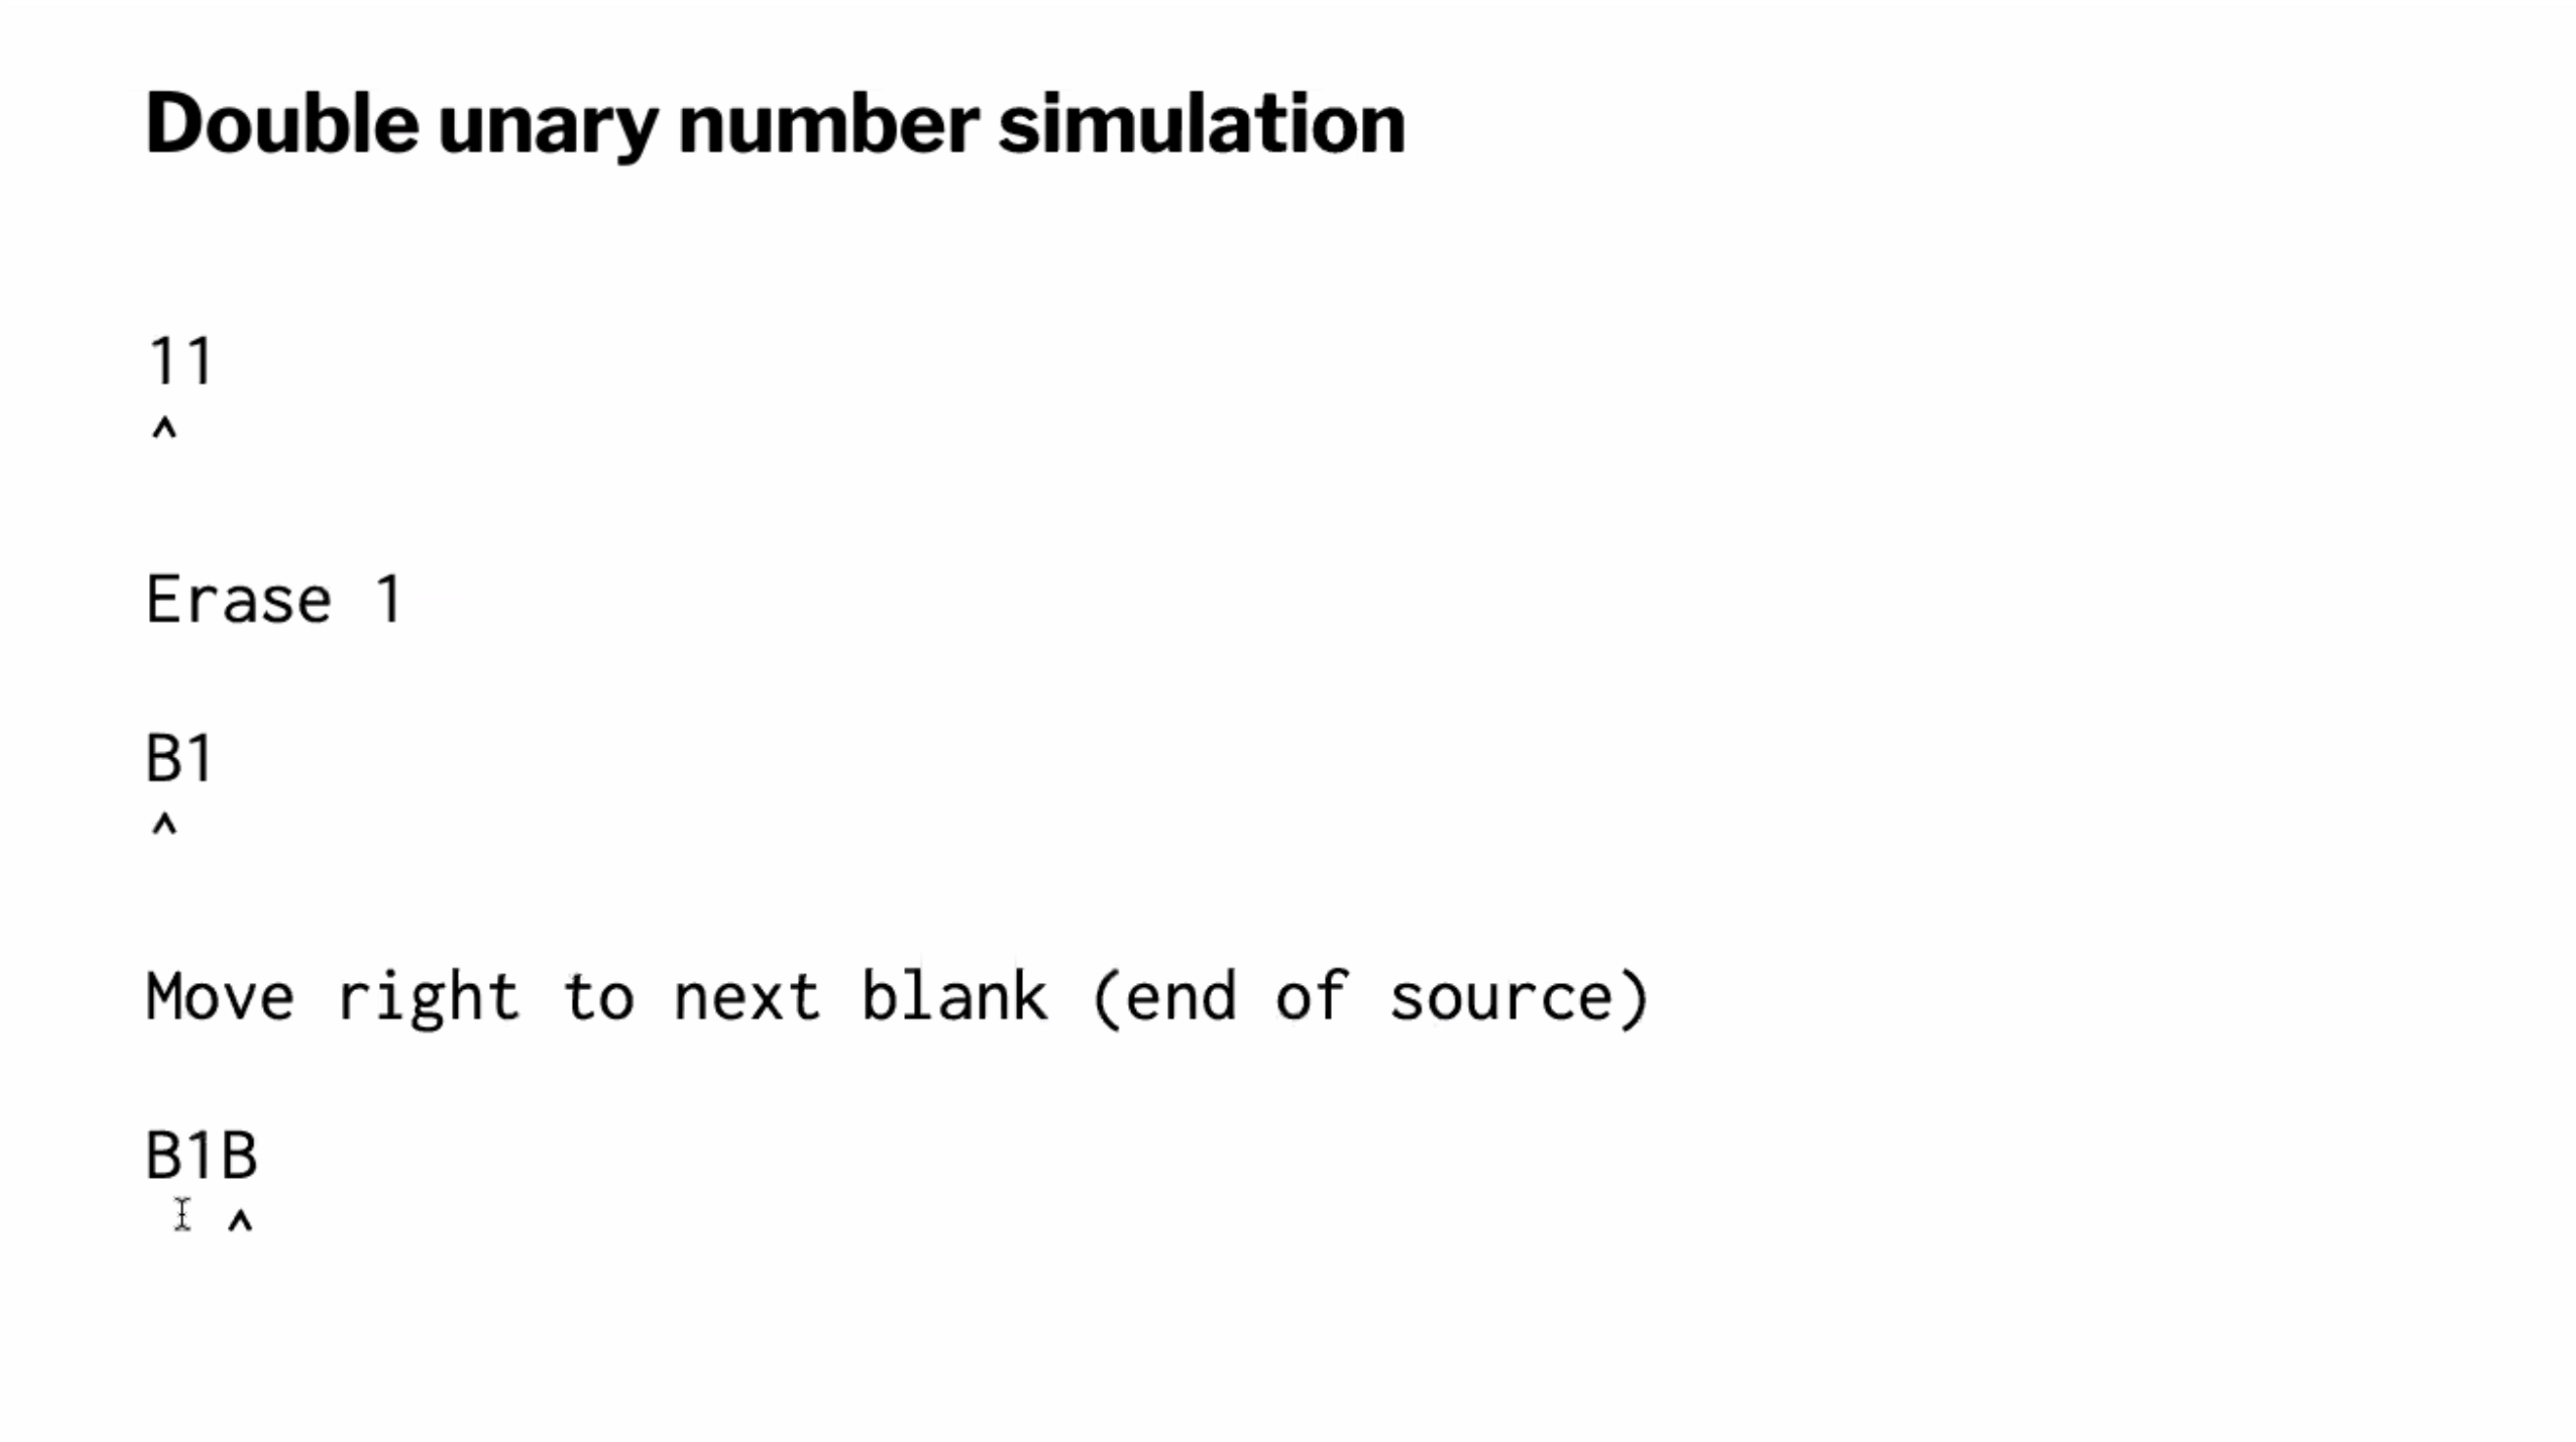 Double unary number simulation
11
^
Erase 1
B1
^
Move right to next blank (end of source)
B1B
^